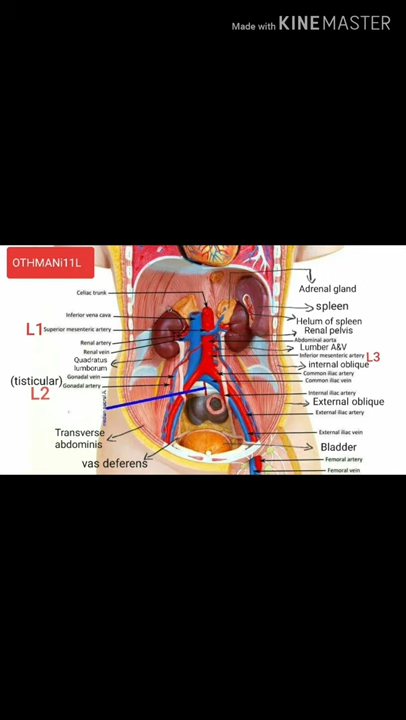 Made with KINEMASTER
OTHMANi11L
Adrenal gland
Celiac trunk
spleen
Inferior vena cava
Helum of spleen
L1 Superior mesenteric artery
Renal pelvis
Abdominal aorta
Renal artery
Lumber A&V
Renal vein
Inferior mesenteric artery L3
Quadratus
lumborum
internal oblique
Common iliac artery
(tisticular)
Gonadal vein
Common iliac vein
Gonadal artery
L2
Internal iliac artery
External oblique
External iliac artery
Transverse
abdominis
External iliac vein
Bladder
vas deferens
Femoral artery
Femoral vein